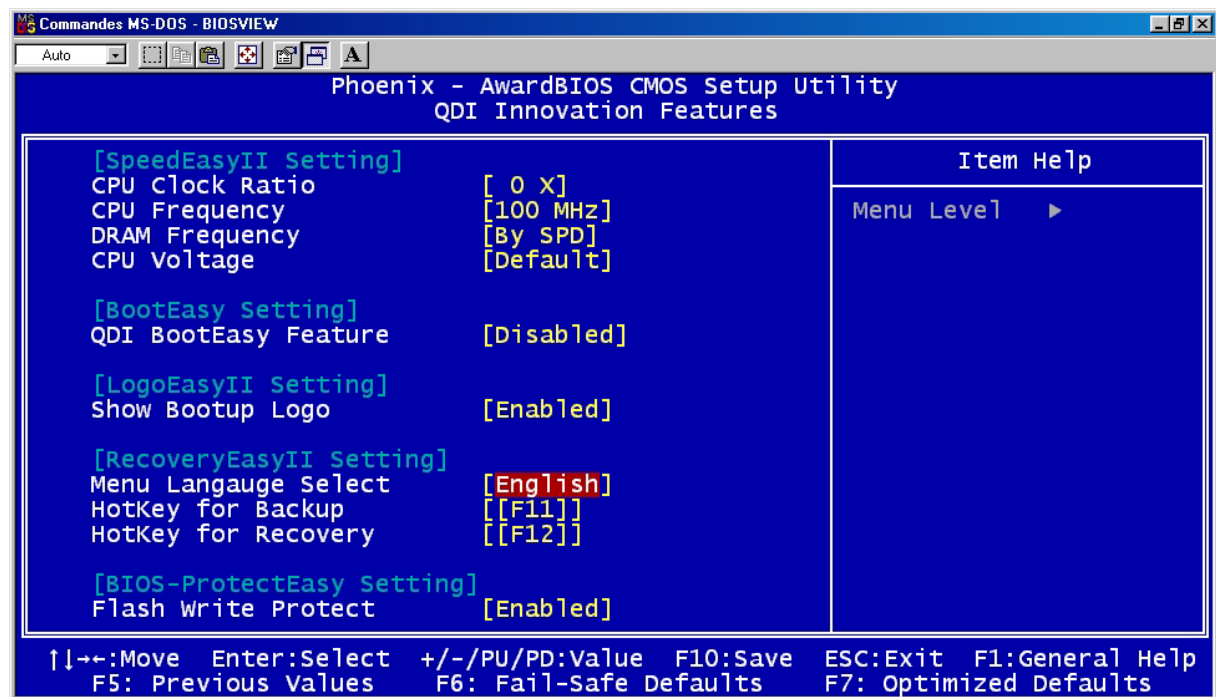 Commandes MS-DOS - BIOSVIEW
Auto
A
Phoenix - AwardBIOS CMOS Setup Utility
QDI Innovation Features
[SpeedEasyII Setting]
CPU Clock Ratio [ 0 X]
CPU Frequency [100 MHz]
DRAM Frequency [By SPD]
CPU Voltage [Default]
[BootEasy Setting]
QDI BootEasy Feature [Disabled]
[LogoEasyII Setting]
Show Bootup Logo [Enabled]
[RecoveryEasyII Setting]
Menu Langauge Select [English]
HotKey for Backup [[F11]]
HotKey for Recovery [[F12]]
[BIOS-ProtectEasy Setting]
Flash Write Protect [Enabled]
Item Help
Menu Level ▶
↑↓→←:Move Enter:Select +/-/PU/PD:Value F10:Save ESC:Exit F1:General Help
F5: Previous Values F6: Fail-Safe Defaults F7: Optimized Defaults